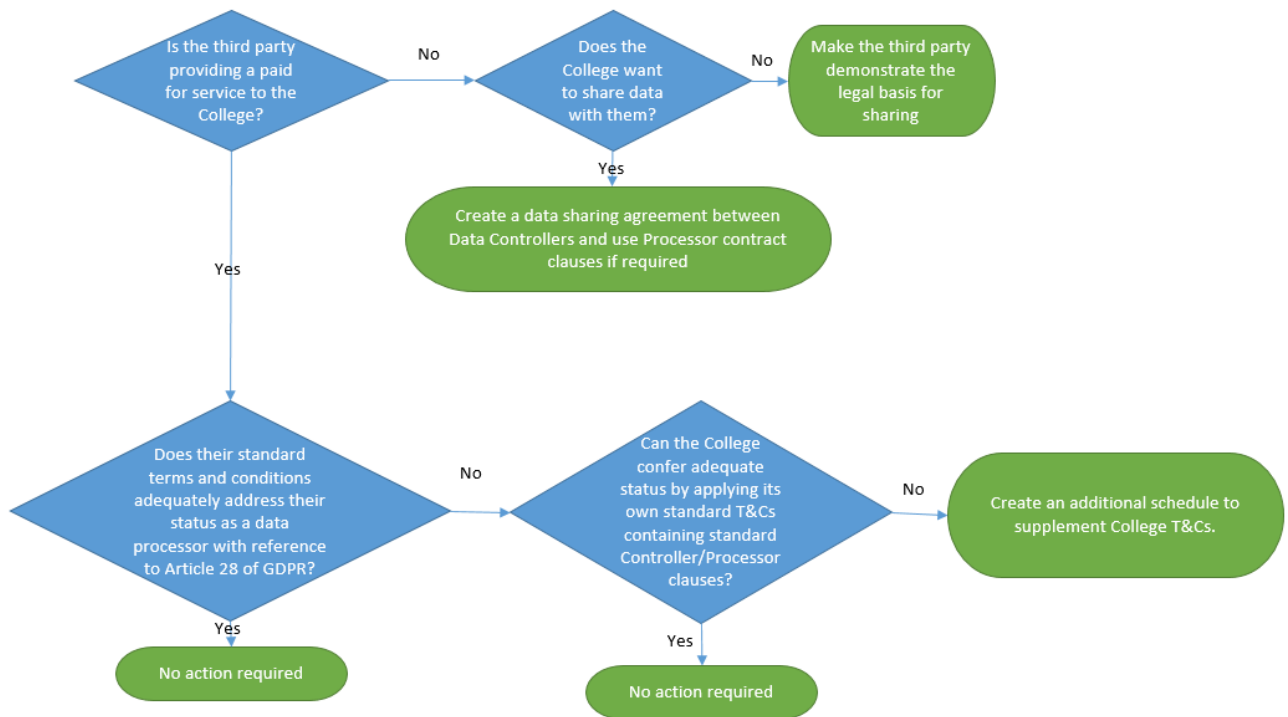 Is the third party
providing a paid
for service to the
College?
No
Does the
College want
to share data
with them?
No
Make the third party
demonstrate the
legal basis for
sharing
Yes
Create a data sharing agreement between
Data Controllers and use Processor contract
clauses if required
Yes
Does their standard
terms and conditions
adequately address their
status as a data
processor with reference
to Article 28 of GDPR?
No
Can the College
confer adequate
status by applying its
own standard T&Cs
containing standard
Controller/Processor
clauses?
No
Create an additional schedule to
supplement College T&Cs.
Yes
No action required
Yes
No action required